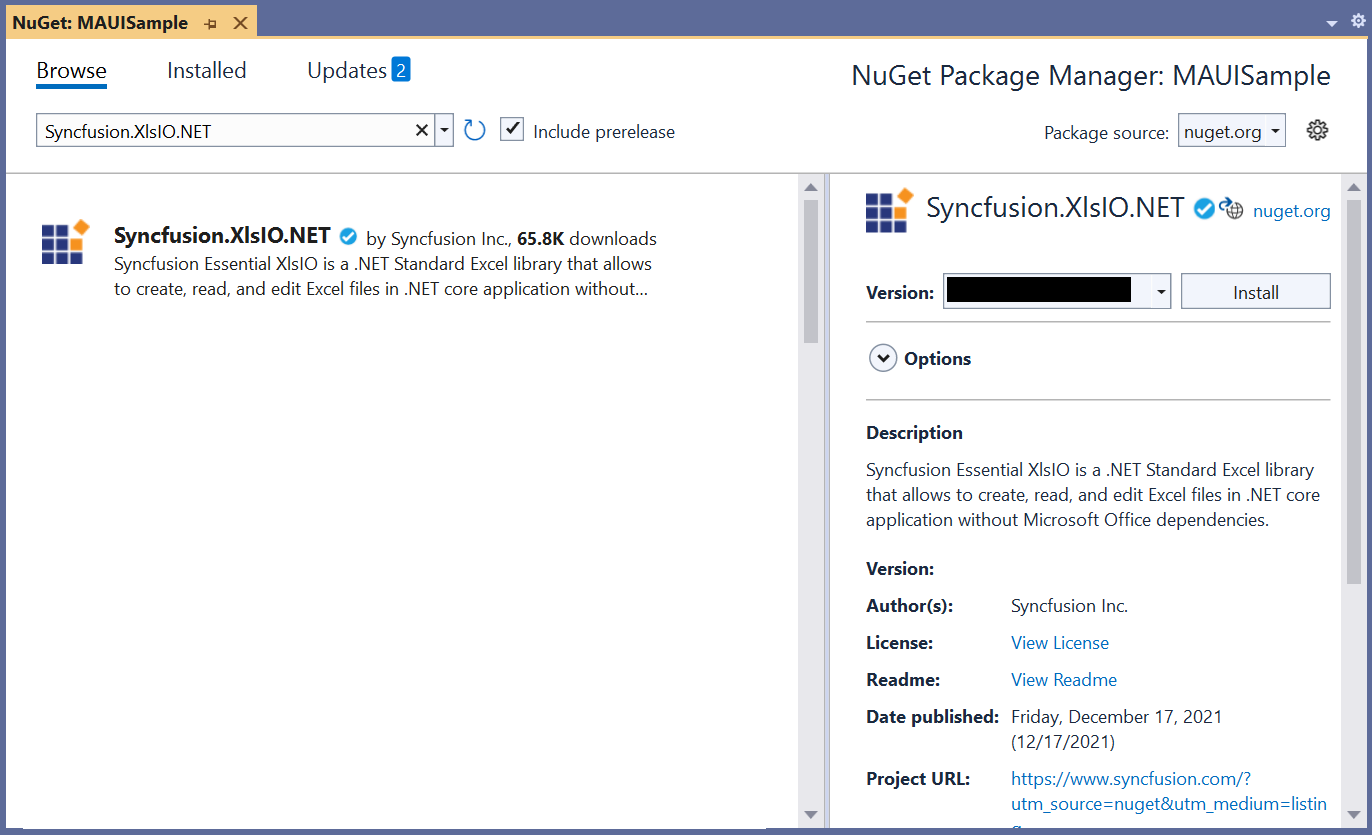 NuGet: MAUISample
Browse Installed Updates 2
NuGet Package Manager: MAUISample
Syncfusion.XlsIO.NET
Include prerelease
Package source: nuget.org
Syncfusion.XlsIO.NET by Syncfusion Inc., 65.8K downloads
Syncfusion Essential XlsIO is a .NET Standard Excel library that allows
to create, read, and edit Excel files in .NET core application without...
Syncfusion.XlsIO.NET nuget.org
Version: Install
Options
Description
Syncfusion Essential XlsIO is a .NET Standard Excel library
that allows to create, read, and edit Excel files in .NET core
application without Microsoft Office dependencies.
Version:
Author(s): Syncfusion Inc.
License: View License
Readme: View Readme
Date published: Friday, December 17, 2021
(12/17/2021)
Project URL: https://www.syncfusion.com/?
utm_source=nuget&utm_medium=listin